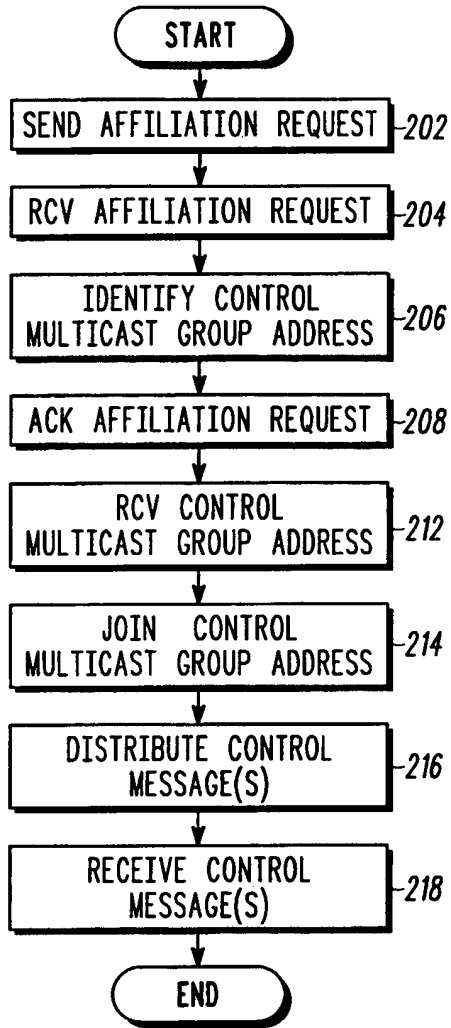 START
SEND AFFILIATION REQUEST 202
RCV AFFILIATION REQUEST 204
IDENTIFY CONTROL
MULTICAST GROUP ADDRESS 206
ACK AFFILIATION REQUEST 208
RCV CONTROL
MULTICAST GROUP ADDRESS 212
JOIN CONTROL
MULTICAST GROUP ADDRESS 214
DISTRIBUTE CONTROL
MESSAGE(S) 216
RECEIVE CONTROL
MESSAGE(S) 218
END